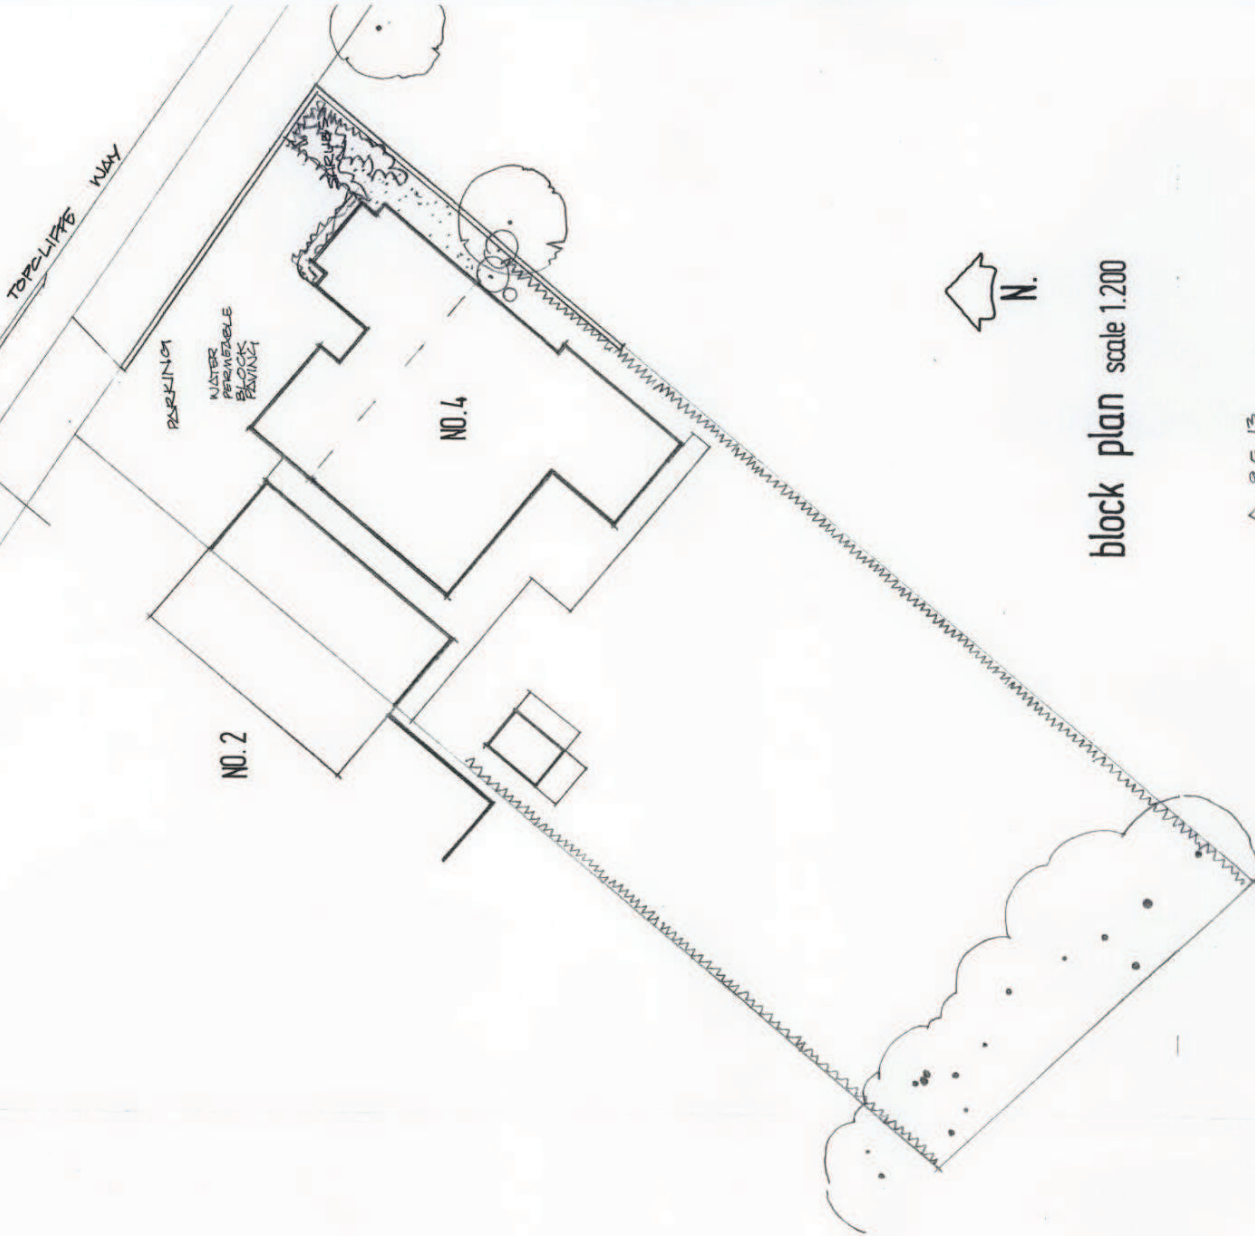 TOPCLIFFE WAY
PARKING
WATER
PERMEABLE
BLOCK
PAVING
SHRUBS
NO. 4
NO. 2
N.
block plan scale 1.200